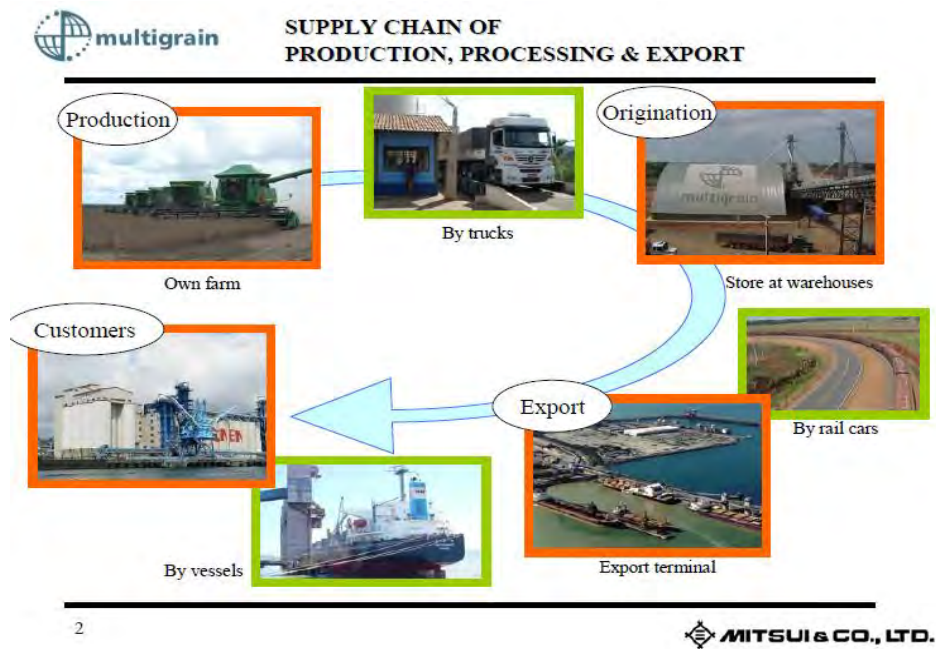 multigrain
SUPPLY CHAIN OF
PRODUCTION, PROCESSING & EXPORT
Production
Origination
multigrain
By trucks
Own farm
Store at warehouses
Customers
Export
By rail cars
By vessels
Export terminal
2
MITSUI & CO., LTD.